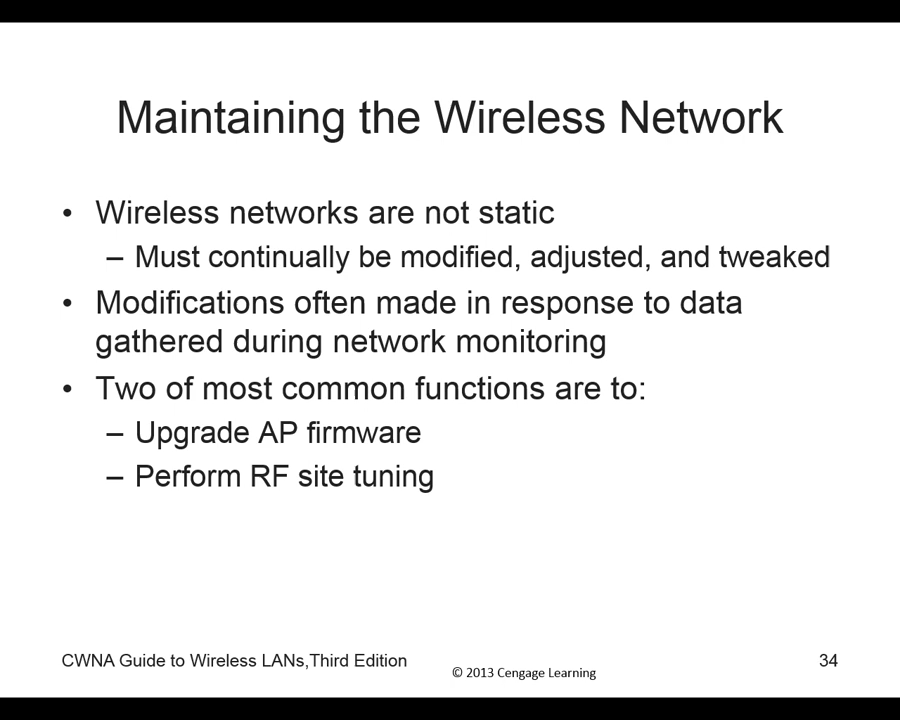 Maintaining the Wireless Network
• Wireless networks are not static
– Must continually be modified, adjusted, and tweaked
• Modifications often made in response to data
gathered during network monitoring
• Two of most common functions are to:
– Upgrade AP firmware
– Perform RF site tuning
CWNA Guide to Wireless LANs,Third Edition
© 2013 Cengage Learning
34